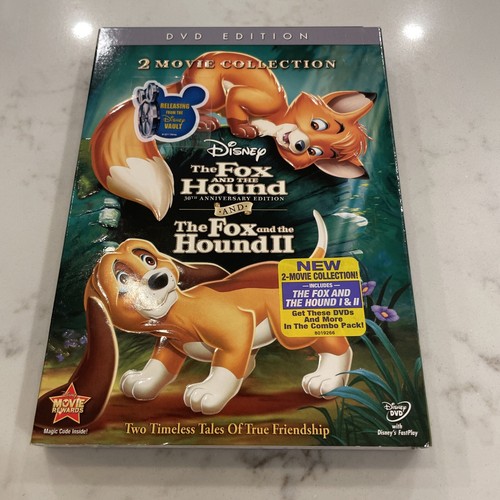 DVD EDITION
2 MOVIE COLLECTION
RELEASING
FROM THE
Disney
VAULT
Disney
The Fox
AND THE
Hound
30TH ANNIVERSARY EDITION
AND
The Fox and the
Hound II
NEW
2-MOVIE COLLECTION!
INCLUDES
THE FOX AND
THE HOUND I & II
Get These DVDs
And More
In The Combo Pack!
6019266
DISNEY
MOVIE
REWARDS
Magic Code Inside!
Two Timeless Tales Of True Friendship
Disney
DVD
with
Disney's FastPlay